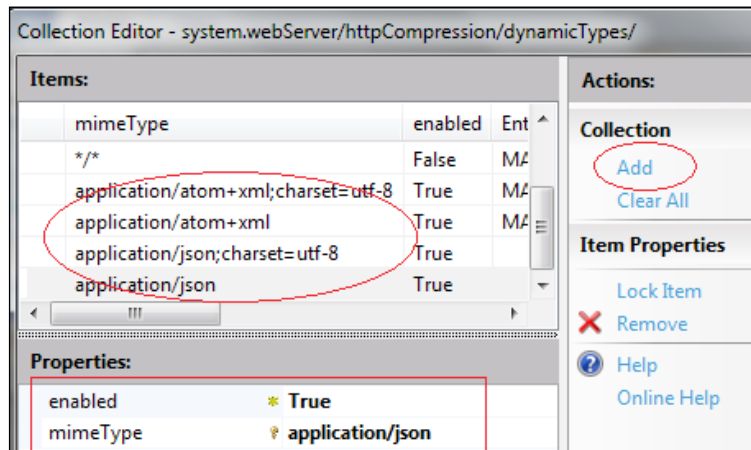 Collection Editor - system.webServer/httpCompression/dynamicTypes/
Items:
mimeType enabled Ent
*/* False MA
application/atom+xml;charset=utf-8 True MA
application/atom+xml True MA
application/json;charset=utf-8 True
application/json True
Properties:
enabled True
mimeType application/json
Actions:
Collection
Add
Clear All
Item Properties
Lock Item
Remove
Help
Online Help